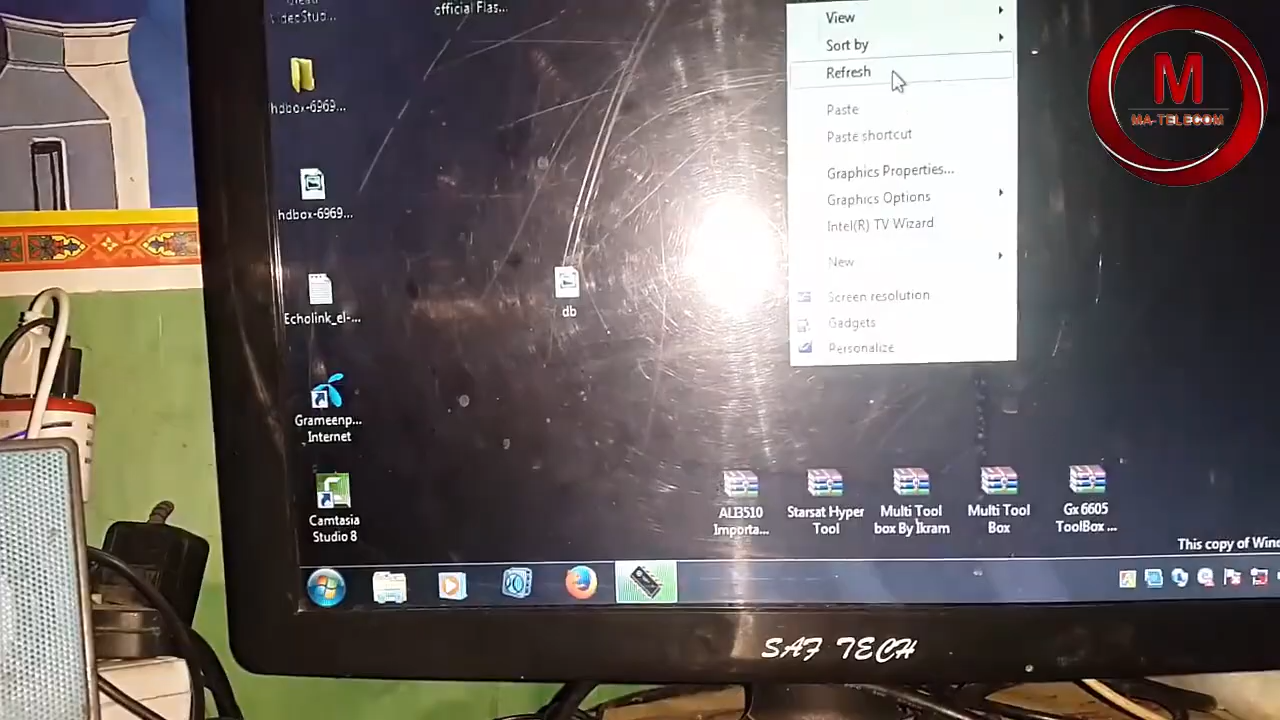 official Flas...
View
Sort by
Refresh
Paste
Paste shortcut
Graphics Properties...
Graphics Options
Intel(R) TV Wizard
New
Screen resolution
Gadgets
Personalize
M
MA-TELECOM
hdbox-6969...
hdbox-6969...
Echolink_el-...
db
Grameenp...
Internet
Camtasia
Studio 8
ALI3510
Importa...
Starsat Hyper
Tool
Multi Tool
box By Ikram
Multi Tool
Box
Gx 6605
ToolBox ...
This copy of Wind
SAF TECH